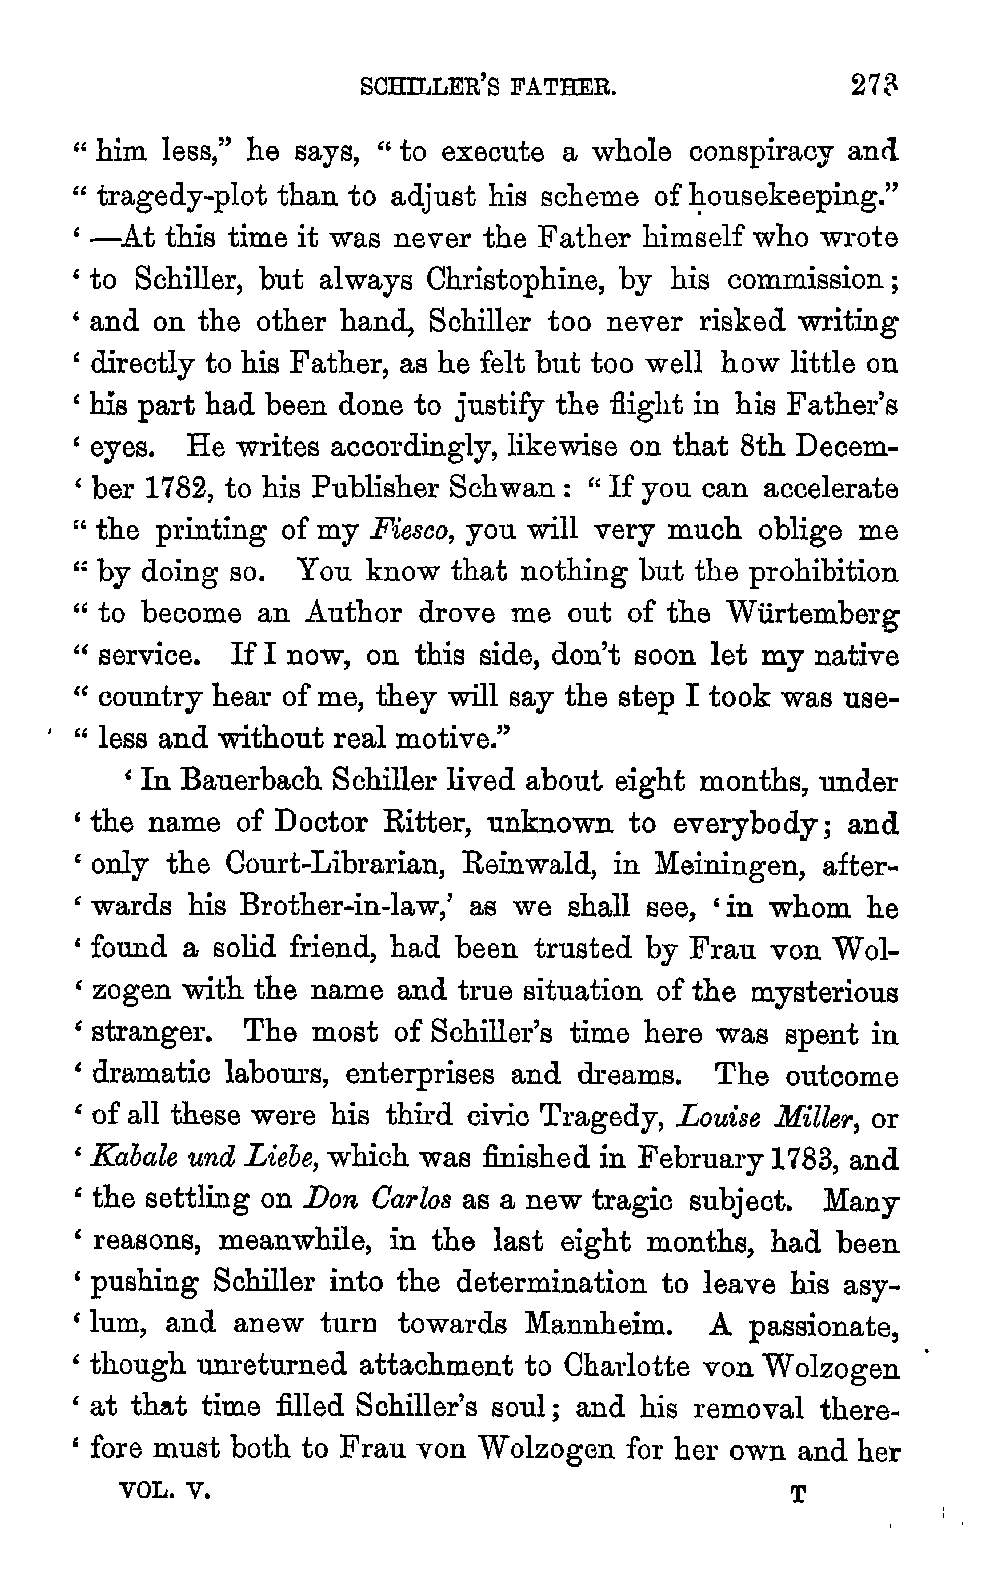 SCHILLER'S FATHER. 273
“ him less,” he says, “ to execute a whole conspiracy and
“ tragedy-plot than to adjust his scheme of housekeeping.”
‘ —At this time it was never the Father himself who wrote
‘ to Schiller, but always Christophine, by his commission;
‘ and on the other hand, Schiller too never risked writing
‘ directly to his Father, as he felt but too well how little on
‘ his part had been done to justify the flight in his Father's
‘ eyes. He writes accordingly, likewise on that 8th Decem-
‘ ber 1782, to his Publisher Schwan: “ If you can accelerate
“ the printing of my Fiesco, you will very much oblige me
“ by doing so. You know that nothing but the prohibition
“ to become an Author drove me out of the Würtemberg
“ service. If I now, on this side, don't soon let my native
“ country hear of me, they will say the step I took was use-
“ less and without real motive.”
‘ In Bauerbach Schiller lived about eight months, under
‘ the name of Doctor Ritter, unknown to everybody; and
‘ only the Court-Librarian, Reinwald, in Meiningen, after-
‘ wards his Brother-in-law,’ as we shall see, ‘ in whom he
‘ found a solid friend, had been trusted by Frau von Wol-
‘ zogen with the name and true situation of the mysterious
‘ stranger. The most of Schiller's time here was spent in
‘ dramatic labours, enterprises and dreams. The outcome
‘ of all these were his third civic Tragedy, Louise Miller, or
‘ Kabale und Liebe, which was finished in February 1783, and
‘ the settling on Don Carlos as a new tragic subject. Many
‘ reasons, meanwhile, in the last eight months, had been
‘ pushing Schiller into the determination to leave his asy-
‘ lum, and anew turn towards Mannheim. A passionate,
‘ though unreturned attachment to Charlotte von Wolzogen
‘ at that time filled Schiller's soul; and his removal there-
‘ fore must both to Frau von Wolzogen for her own and her
VOL. V. T